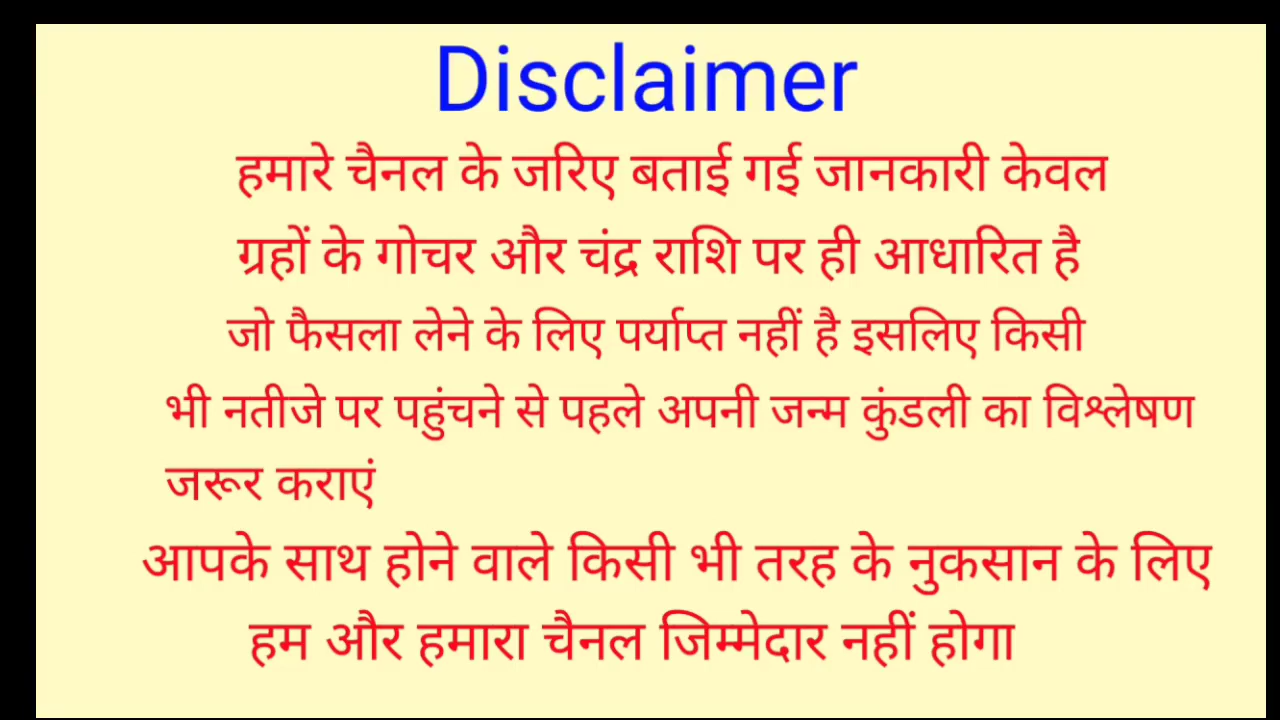 Disclaimer
हमारे चैनल के जरिए बताई गई जानकारी केवल
ग्रहों के गोचर और चंद्र राशि पर ही आधारित है
जो फैसला लेने के लिए पर्याप्त नहीं है इसलिए किसी
भी नतीजे पर पहुंचने से पहले अपनी जन्म कुंडली का विश्लेषण
जरूर कराएं
आपके साथ होने वाले किसी भी तरह के नुकसान के लिए
हम और हमारा चैनल जिम्मेदार नहीं होगा